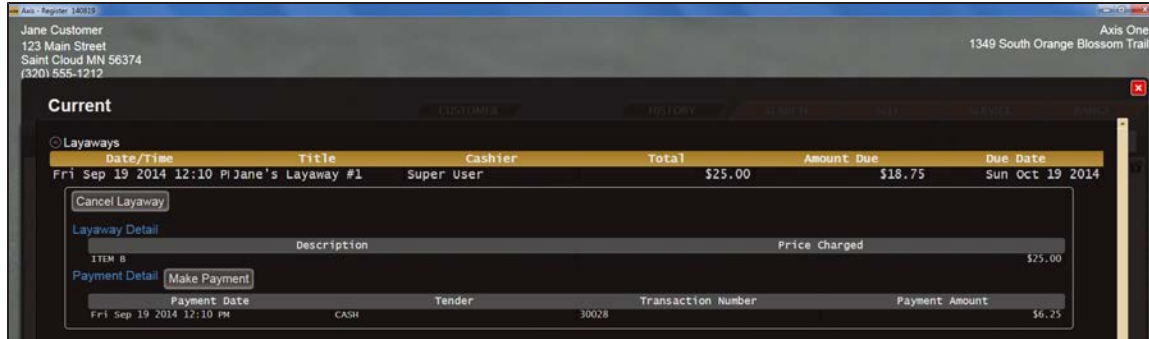 Axis - Register 140819
Jane Customer
123 Main Street
Saint Cloud MN 56374
(320) 555-1212
Axis One
1349 South Orange Blossom Trail
Current
CUSTOMER HISTORY SEARCH SELL SERVICE RANGE
Layaways
Date/Time Title Cashier Total Amount Due Due Date
Fri Sep 19 2014 12:10 P Jane's Layaway #1 Super User $25.00 $18.75 Sun Oct 19 2014
Cancel Layaway
Layaway Detail
Description Price Charged
ITEM B $25.00
Payment Detail Make Payment
Payment Date Tender Transaction Number Payment Amount
Fri Sep 19 2014 12:10 PM CASH 30028 $6.25